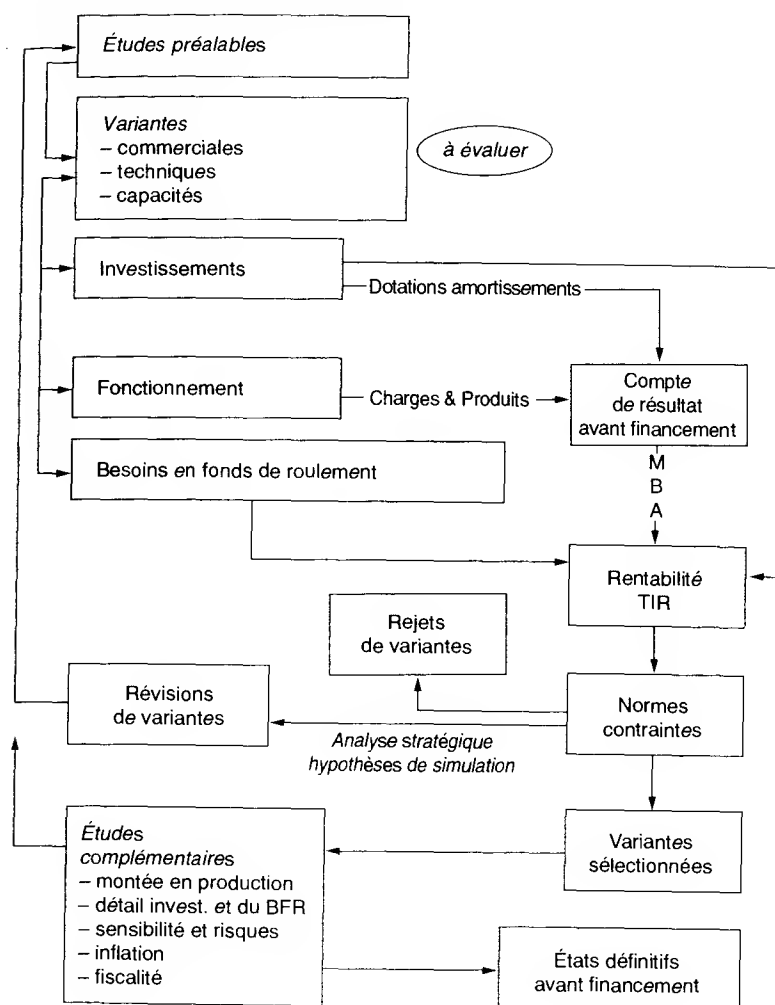 Études préalables
Variantes
– commerciales
– techniques
– capacités
à évaluer
Investissements
Dotations amortissements
Fonctionnement
Charges & Produits
Compte
de résultat
avant financement
Besoins en fonds de roulement
M
B
A
Rentabilité
TIR
Rejets
de variantes
Révisions
de variantes
Normes
contraintes
Analyse stratégique
hypothèses de simulation
Variantes
sélectionnées
Études
complémentaires
– montée en production
– détail invest. et du BFR
– sensibilité et risques
– inflation
– fiscalité
États définitifs
avant financement